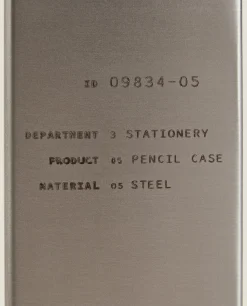 ID 09834-05
DEPARTMENT 3 STATIONERY
PRODUCT 05 PENCIL CASE
MATERIAL 05 STEEL